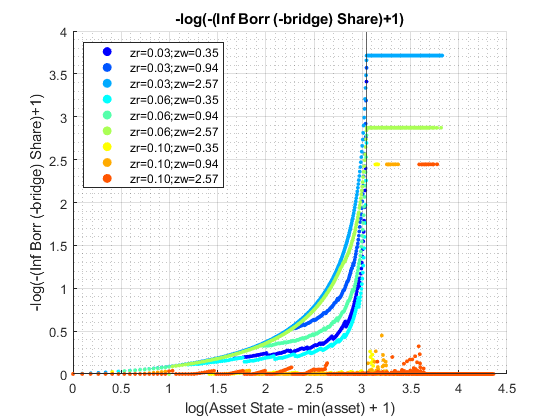 -log(-(Inf Borr (-bridge) Share)+1)
-log(-(Inf Borr (-bridge) Share)+1)
4
3.5
3
2.5
2
1.5
1
0.5
0
zr=0.03;zw=0.35
zr=0.03;zw=0.94
zr=0.03;zw=2.57
zr=0.06;zw=0.35
zr=0.06;zw=0.94
zr=0.06;zw=2.57
zr=0.10;zw=0.35
zr=0.10;zw=0.94
zr=0.10;zw=2.57
0 0.5 1 1.5 2 2.5 3 3.5 4 4.5
log(Asset State - min(asset) + 1)